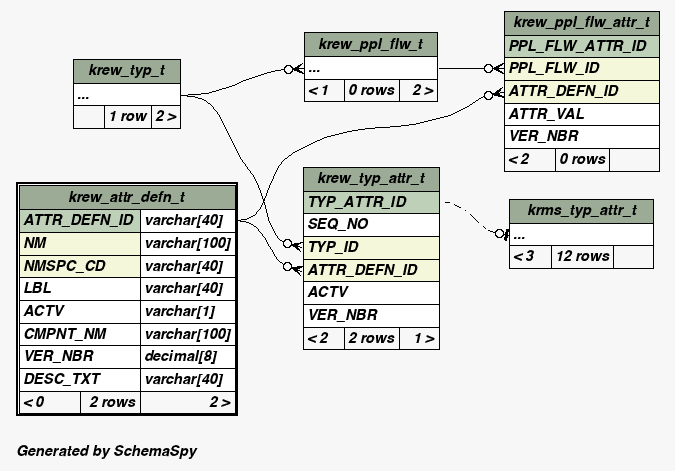 krew_ppl_flw_attr_t
PPL_FLW_ATTR_ID
PPL_FLW_ID
ATTR_DEFN_ID
ATTR_VAL
VER_NBR
< 2 0 rows
krew_ppl_flw_t
...
< 1 0 rows 2 >
krew_typ_t
...
1 row 2 >
krew_typ_attr_t
TYP_ATTR_ID
SEQ_NO
TYP_ID
ATTR_DEFN_ID
ACTV
VER_NBR
< 2 2 rows 1 >
krms_typ_attr_t
...
< 3 12 rows
krew_attr_defn_t
ATTR_DEFN_ID varchar[40]
NM varchar[100]
NMSPC_CD varchar[40]
LBL varchar[40]
ACTV varchar[1]
CMPNT_NM varchar[100]
VER_NBR decimal[8]
DESC_TXT varchar[40]
< 0 2 rows 2 >
Generated by SchemaSpy